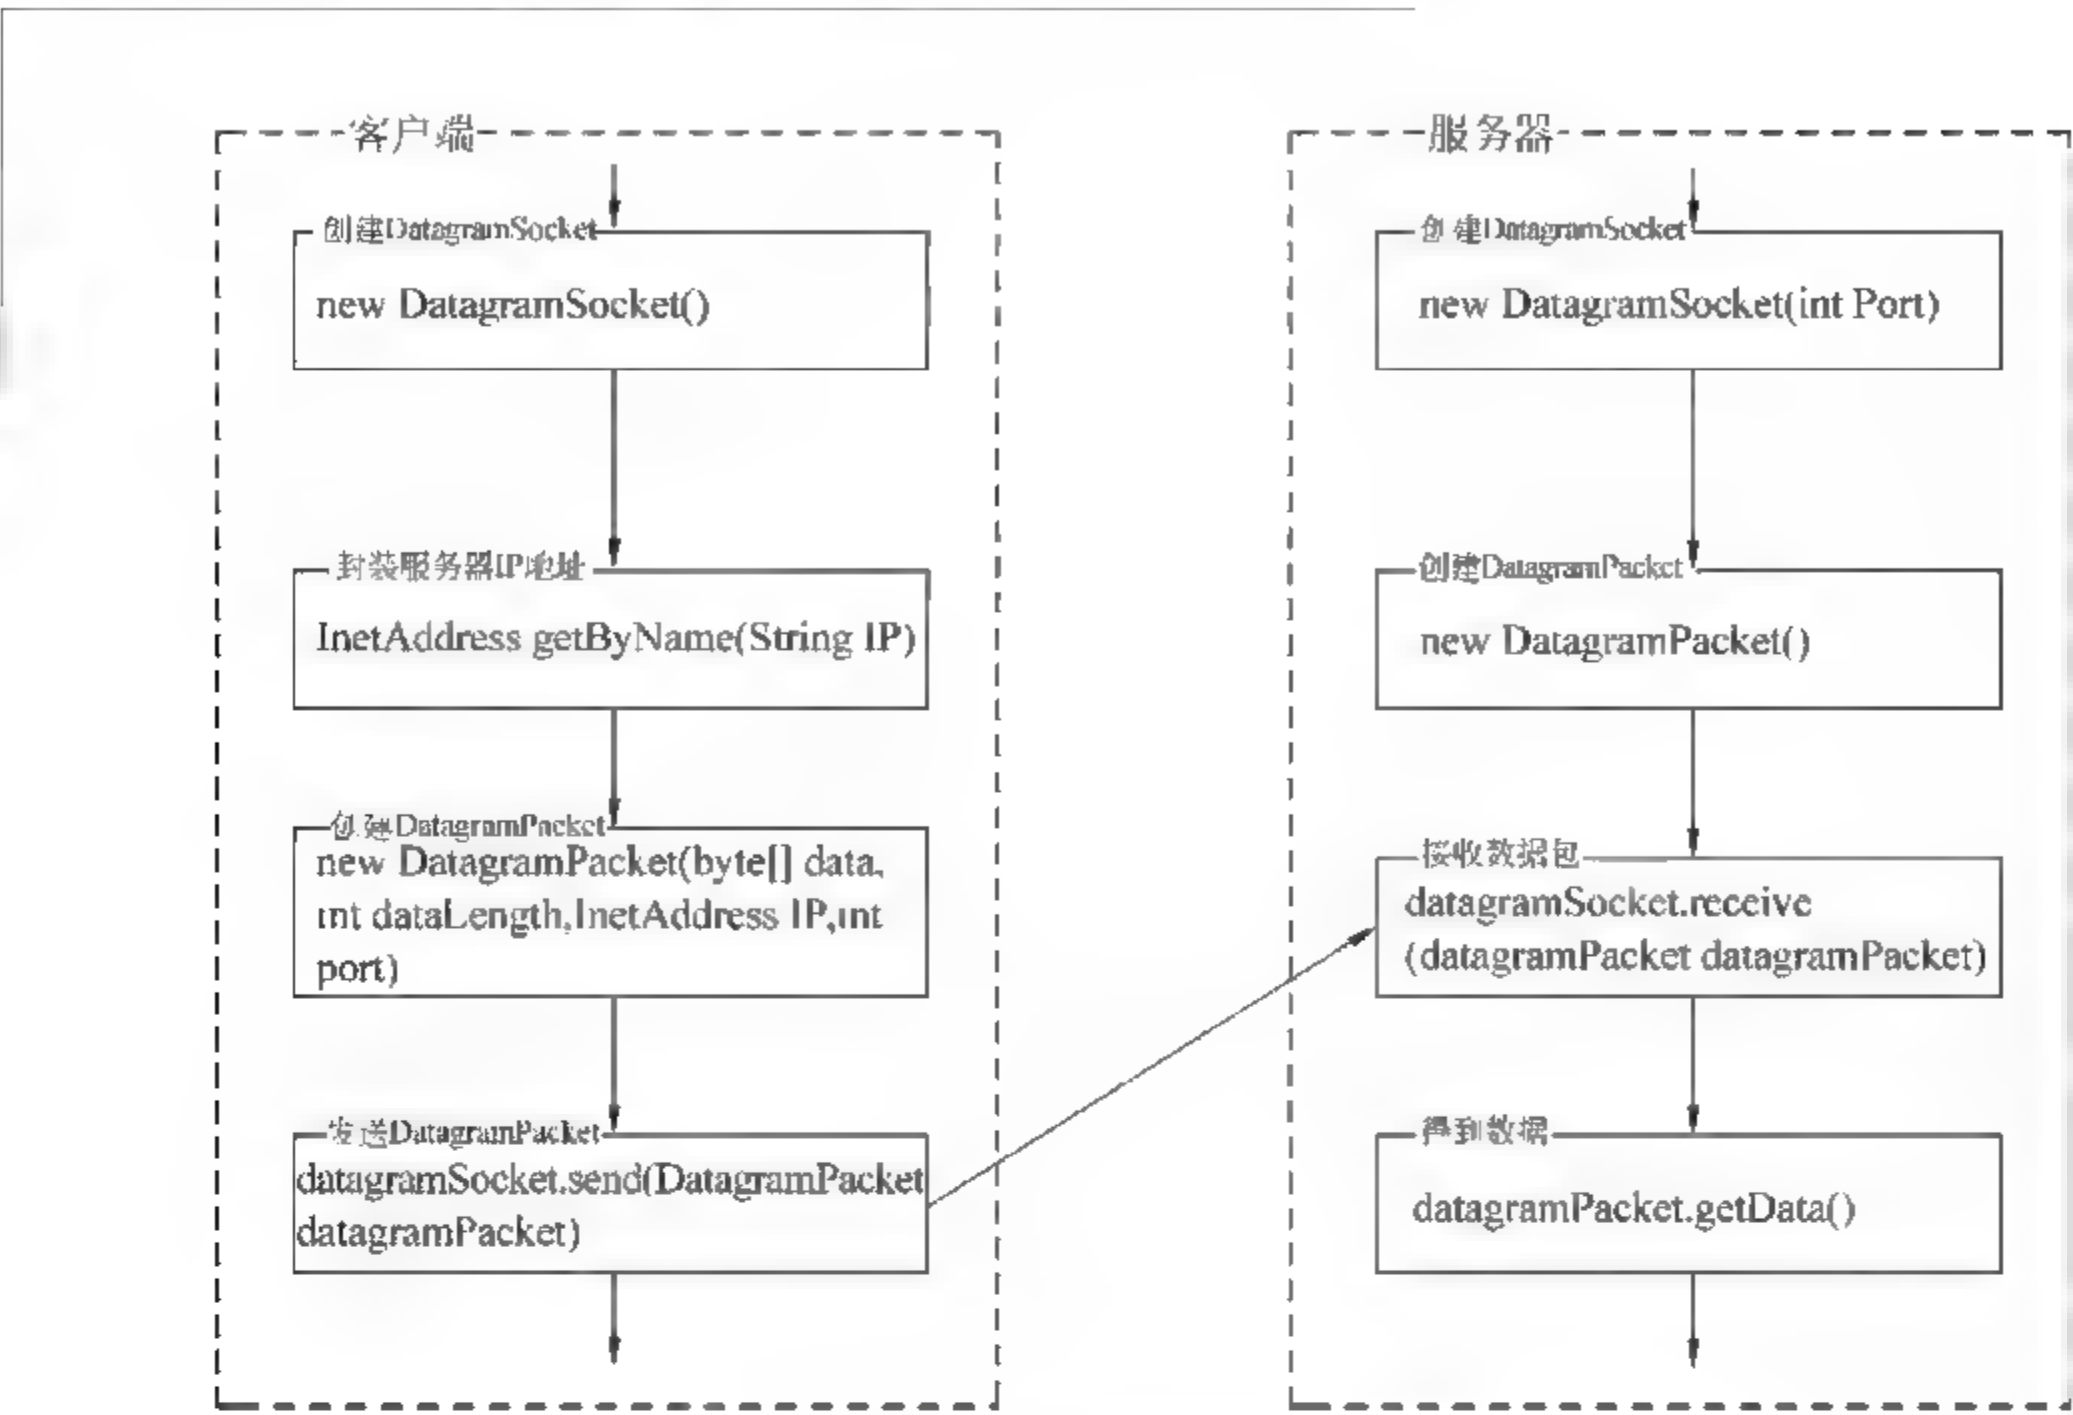 客户端
创建DatagramSocket
new DatagramSocket()
封装服务器IP地址
InetAddress getByName(String IP)
创建DatagramPacket
new DatagramPacket(byte[] data,
int dataLength,InetAddress IP,int
port)
发送DatagramPacket
datagramSocket.send(DatagramPacket
datagramPacket)
服务器
创建DatagramSocket
new DatagramSocket(int Port)
创建DatagramPacket
new DatagramPacket()
接收数据包
datagramSocket.receive
(datagramPacket datagramPacket)
得到数据
datagramPacket.getData()